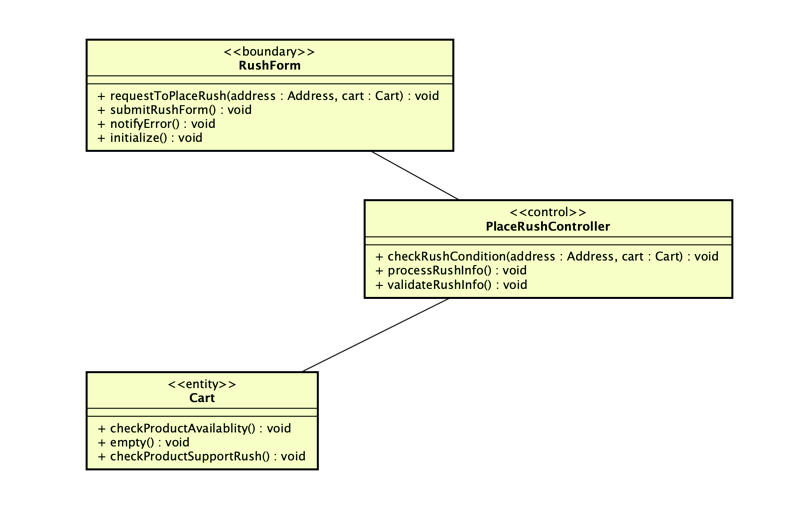 <<boundary>>
RushForm
+ requestToPlaceRush(address : Address, cart : Cart) : void
+ submitRushForm() : void
+ notifyError() : void
+ initialize() : void
<<control>>
PlaceRushController
+ checkRushCondition(address : Address, cart : Cart) : void
+ processRushInfo() : void
+ validateRushInfo() : void
<<entity>>
Cart
+ checkProductAvailablity() : void
+ empty() : void
+ checkProductSupportRush() : void